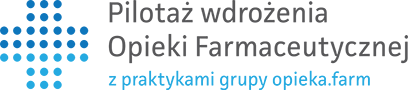 Pilotaż wdrożenia
Opieki Farmaceutycznej
z praktykami grupy opieka.farm